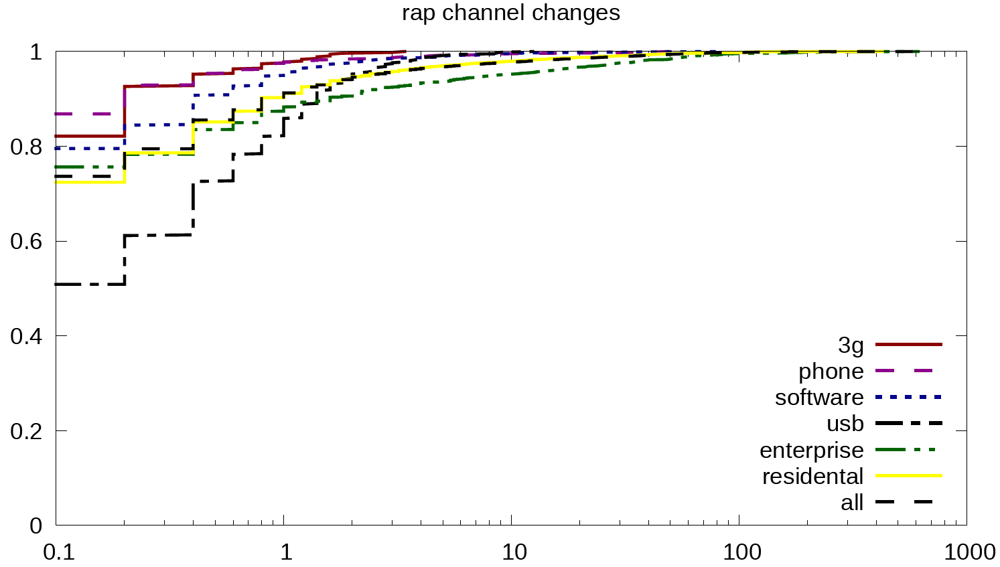 rap channel changes
1
0.8
0.6
0.4
0.2
0
0.1 1 10 100 1000
3g
phone
software
usb
enterprise
residental
all